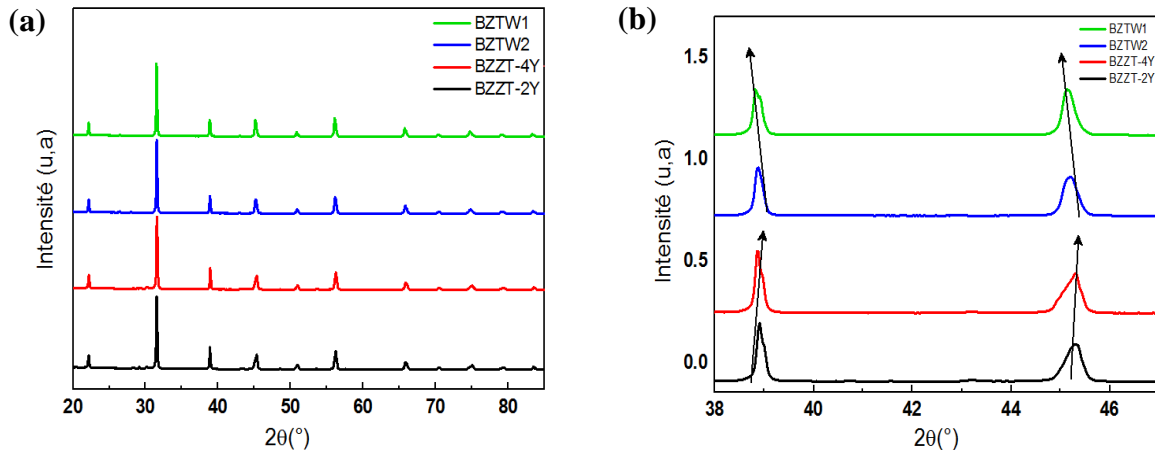 (a)
BZTW1
BZTW2
BZZT-4Y
BZZT-2Y
Intensité (u,a)
20 30 40 50 60 70 80
2θ(°)
(b)
BZTW1
BZTW2
BZZT-4Y
BZZT-2Y
Intensité (u,a)
1.5
1.0
0.5
0.0
38 40 42 44 46
2θ(°)